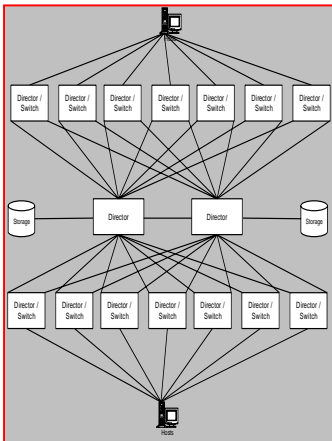 Director /
Switch
Director /
Switch
Director /
Switch
Director /
Switch
Director /
Switch
Director /
Switch
Director /
Switch
Storage
Director
Director
Storage
Director /
Switch
Director /
Switch
Director /
Switch
Director /
Switch
Director /
Switch
Director /
Switch
Director /
Switch
Hosts